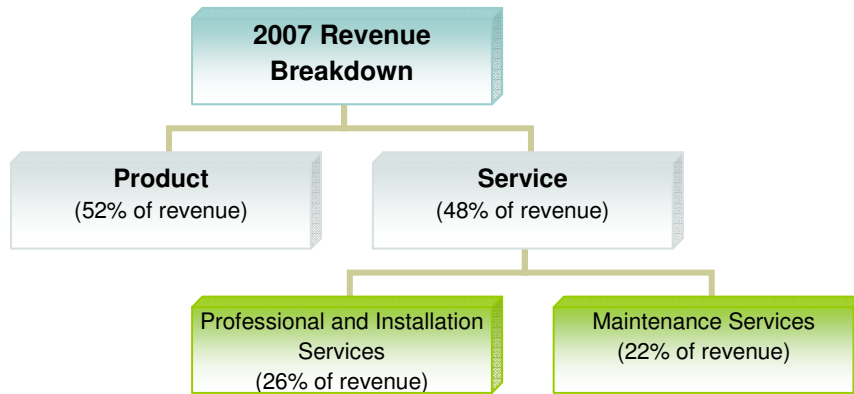 2007 Revenue
Breakdown
Product
(52% of revenue)
Service
(48% of revenue)
Professional and Installation
Services
(26% of revenue)
Maintenance Services
(22% of revenue)